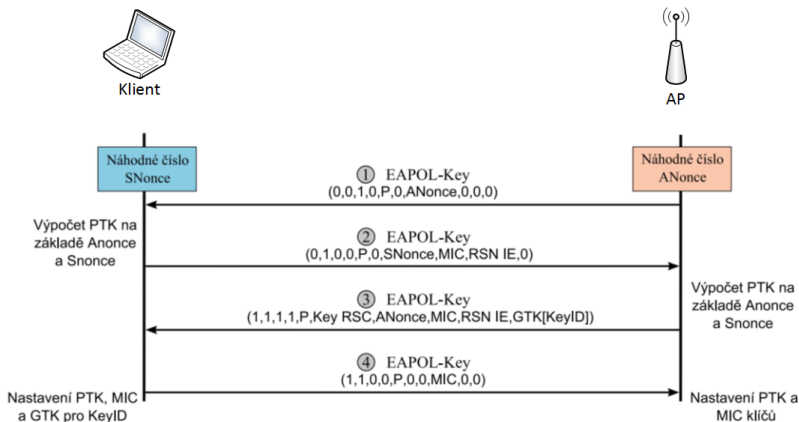 Klient
AP
Náhodné číslo
SNonce
Náhodné číslo
ANonce
1 EAPOL-Key
(0,0,1,0,P,0,ANonce,0,0,0)
Výpočet PTK na
základě Anonce
a Snonce
2 EAPOL-Key
(0,1,0,0,P,0,SNonce,MIC,RSN IE,0)
Výpočet PTK na
základě Anonce
a Snonce
3 EAPOL-Key
(1,1,1,1,P,Key RSC,ANonce,MIC,RSN IE,GTK[KeyID])
4 EAPOL-Key
(1,1,0,0,P,0,0,MIC,0,0)
Nastavení PTK, MIC
a GTK pro KeyID
Nastavení PTK a
MIC klíčů